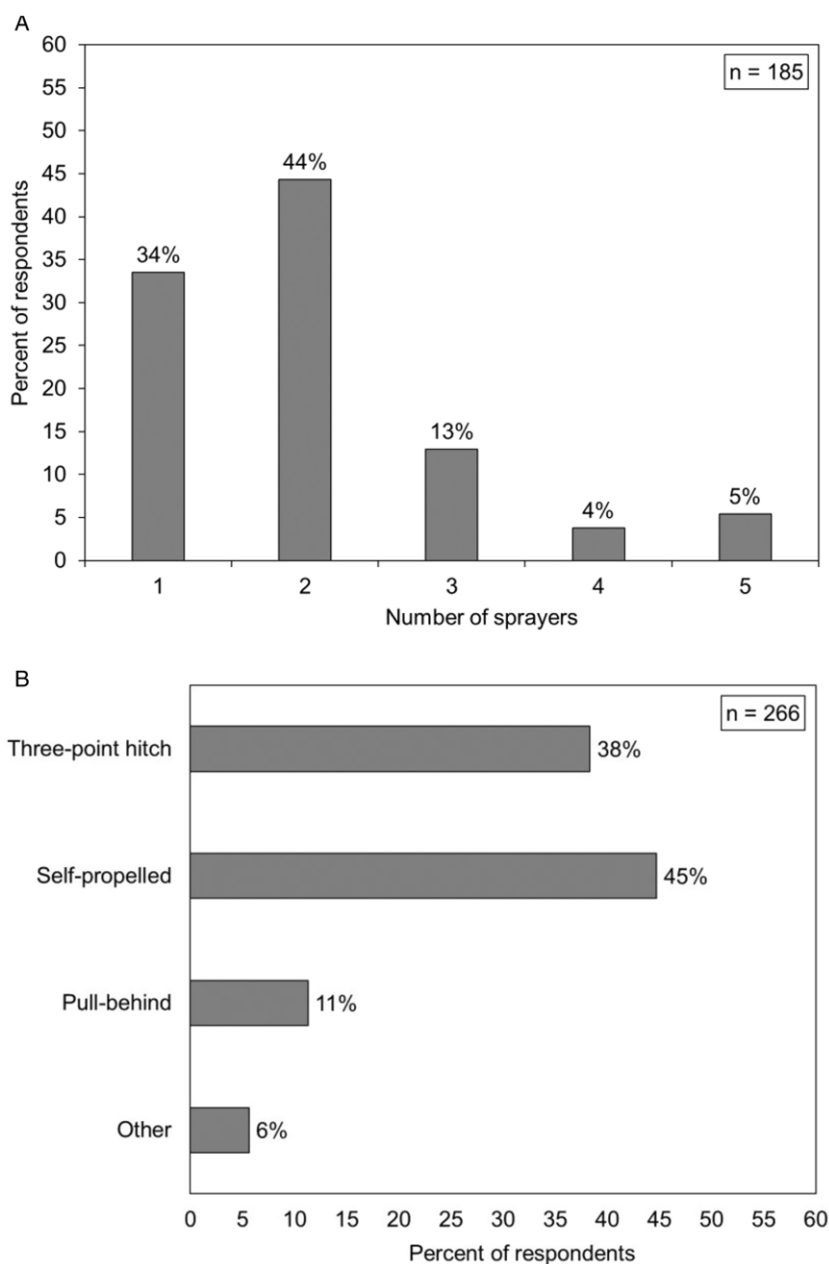 A
60
n = 185
55
50
45
44%
40
35
34%
30
25
20
15
13%
10
5
4%
5%
0
1 2 3 4 5
Number of sprayers
Percent of respondents
B
n = 266
Three-point hitch 38%
Self-propelled 45%
Pull-behind 11%
Other 6%
0 5 10 15 20 25 30 35 40 45 50 55 60
Percent of respondents